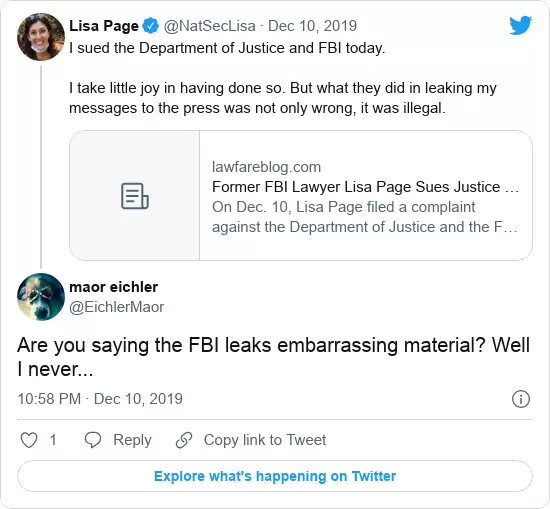 Lisa Page @NatSecLisa · Dec 10, 2019
I sued the Department of Justice and FBI today.
I take little joy in having done so. But what they did in leaking my
messages to the press was not only wrong, it was illegal.
lawfareblog.com
Former FBI Lawyer Lisa Page Sues Justice ...
On Dec. 10, Lisa Page filed a complaint
against the Department of Justice and the F...
maor eichler
@EichlerMaor
Are you saying the FBI leaks embarrassing material? Well
I never...
10:58 PM · Dec 10, 2019
1 Reply Copy link to Tweet
Explore what's happening on Twitter